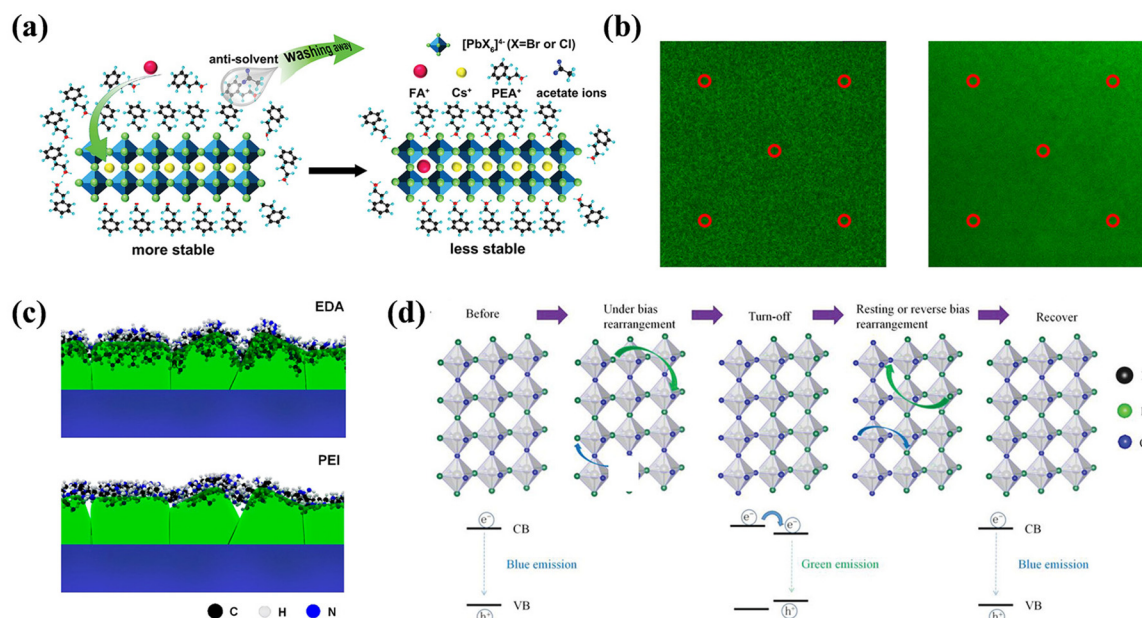 (a)
anti-solvent
Washing away
[PbX₆]⁴⁻(X=Br or Cl)
FA⁺ Cs⁺ PEA⁺ acetate ions
more stable
less stable
(b)
(c)
EDA
PEI
C H N
(d)
Before
Under bias
rearrangement
Turn-off
Resting or reverse bias
rearrangement
Recover
e⁻ CB
Blue emission
h⁺ VB
e⁻ e⁻
Green emission
h⁺
e⁻ CB
Blue emission
h⁺ VB